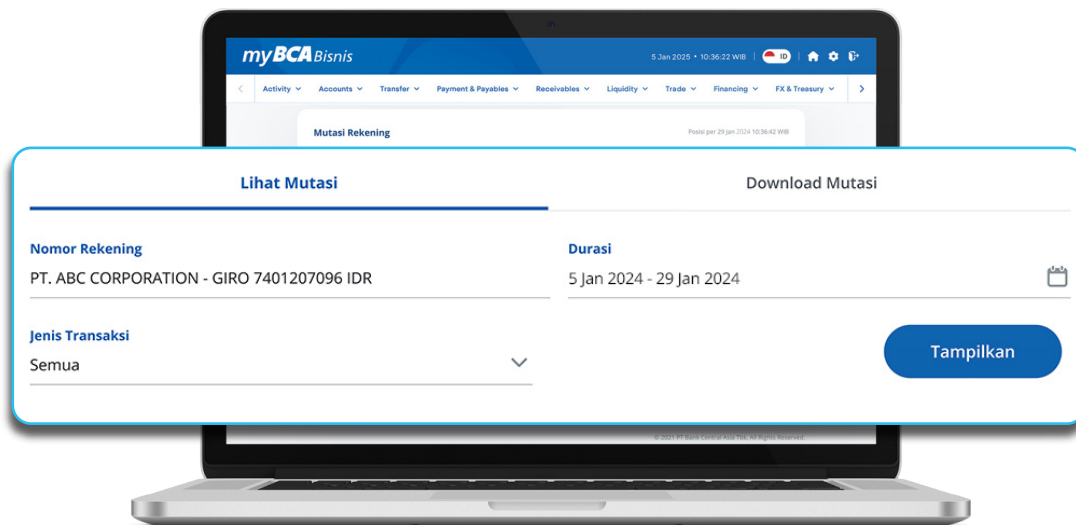 myBCA Bisnis
5 Jan 2025 • 10:36:22 WIB | ID
Activity Accounts Transfer Payment & Payables Receivables Liquidity Trade Financing FX & Treasury
Mutasi Rekening
Posisi per 29 Jan 2024 10:36:42 WIB
Lihat Mutasi
Download Mutasi
Nomor Rekening
PT. ABC CORPORATION - GIRO 7401207096 IDR
Durasi
5 Jan 2024 - 29 Jan 2024
Jenis Transaksi
Semua
Tampilkan
© 2021 PT Bank Central Asia Tbk, All Rights Reserved.